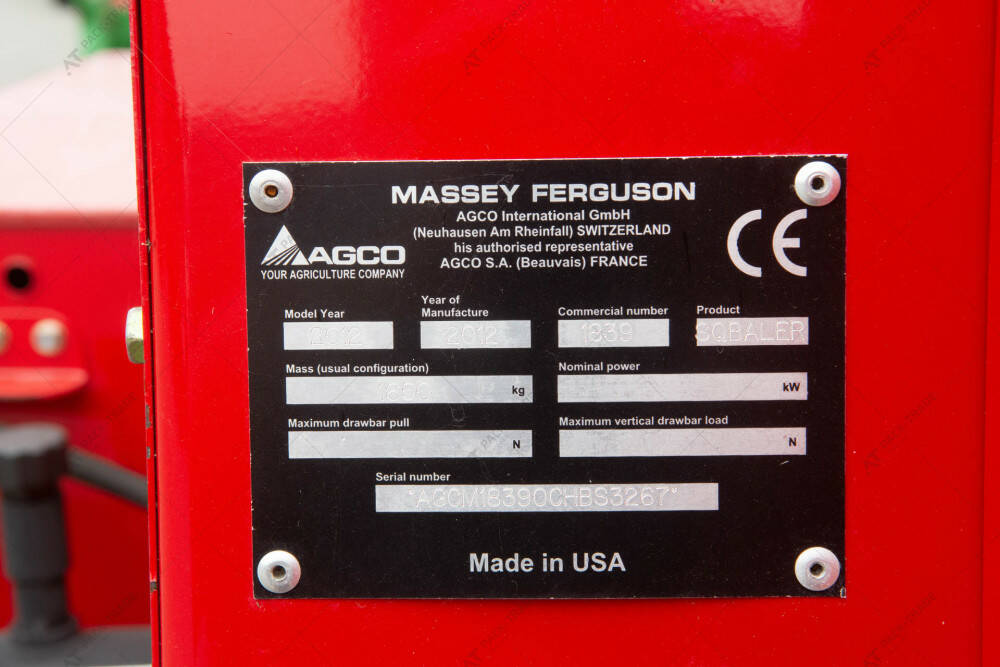 MASSEY FERGUSON
AGCO International GmbH
(Neuhausen Am Rheinfall) SWITZERLAND
his authorised representative
AGCO S.A. (Beauvais) FRANCE
AGCO
YOUR AGRICULTURE COMPANY
CE
Model Year
Year of
Manufacture
Commercial number
Product
2012
2012
1839
SQBALER
Mass (usual configuration)
Nominal power
kg
kW
Maximum drawbar pull
Maximum vertical drawbar load
N
N
Serial number
*AGCM18390CHBS3267*
Made in USA